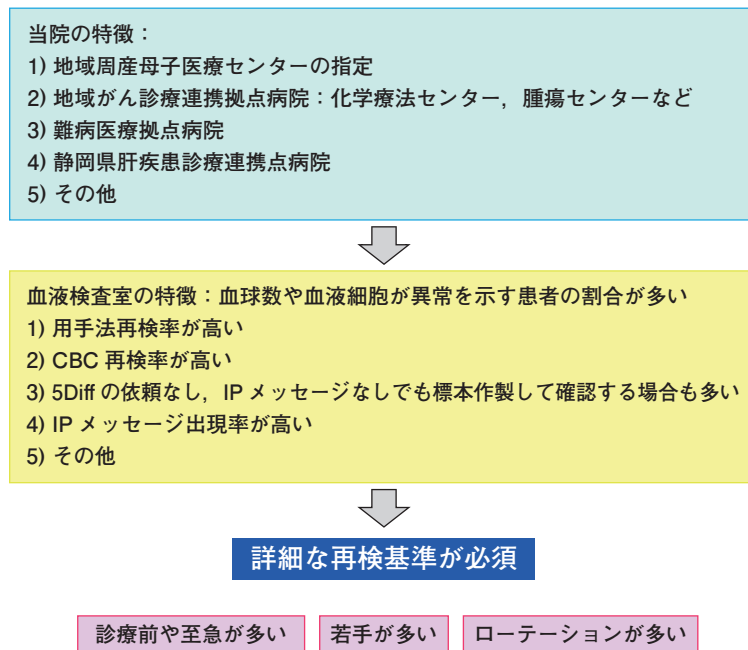 当院の特徴：
1) 地域周産母子医療センターの指定
2) 地域がん診療連携拠点病院：化学療法センター，腫瘍センターなど
3) 難病医療拠点病院
4) 静岡県肝疾患診療連携点病院
5) その他
血液検査室の特徴：血球数や血液細胞が異常を示す患者の割合が多い
1) 用手法再検率が高い
2) CBC 再検率が高い
3) 5Diff の依頼なし，IP メッセージなしでも標本作製して確認する場合も多い
4) IP メッセージ出現率が高い
5) その他
詳細な再検基準が必須
診療前や至急が多い 若手が多い ローテーションが多い